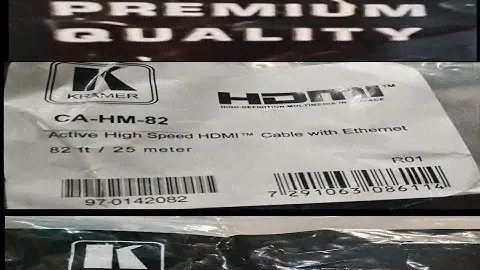 PREMIUM
QUALITY
K
KRAMER
HDMI™
HIGH-DEFINITION MULTIMEDIA INTERFACE
CA-HM-82
Active High Speed HDMI™ Cable with Ethernet
82 ft / 25 meter
R01
97-0142082
7 291063 086114
K